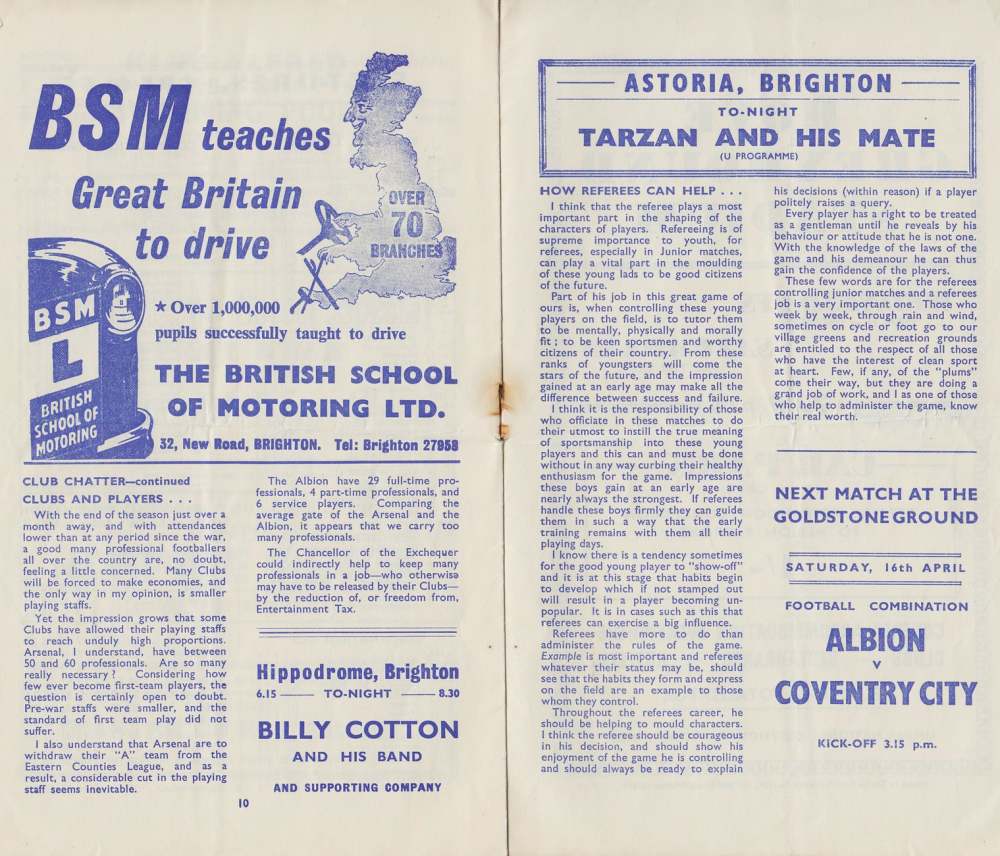 BSM teaches
Great Britain
to drive
OVER
70
BRANCHES
★ Over 1,000,000
pupils successfully taught to drive
BSM
L
BRITISH
SCHOOL OF
MOTORING
THE BRITISH SCHOOL
OF MOTORING LTD.
32, New Road, BRIGHTON. Tel: Brighton 27958
CLUB CHATTER—continued
CLUBS AND PLAYERS . . .
With the end of the season just over a
month away, and with attendances
lower than at any period since the war,
a good many professional footballers
all over the country are, no doubt,
feeling a little concerned. Many Clubs
will be forced to make economies, and
the only way in my opinion, is smaller
playing staffs.
Yet the impression grows that some
Clubs have allowed their playing staffs
to reach unduly high proportions.
Arsenal, I understand, have between
50 and 60 professionals. Are so many
really necessary? Considering how
few ever become first-team players, the
question is certainly open to doubt.
Pre-war staffs were smaller, and the
standard of first team play did not
suffer.
I also understand that Arsenal are to
withdraw their "A" team from the
Eastern Counties League, and as a
result, a considerable cut in the playing
staff seems inevitable.
The Albion have 29 full-time pro-
fessionals, 4 part-time professionals, and
6 service players. Comparing the
average gate of the Arsenal and the
Albion, it appears that we carry too
many professionals.
The Chancellor of the Exchequer
could indirectly help to keep many
professionals in a job—who otherwise
may have to be released by their Clubs—
by the reduction of, or freedom from,
Entertainment Tax.
Hippodrome, Brighton
6.15 —— TO-NIGHT —— 8.30
BILLY COTTON
AND HIS BAND
AND SUPPORTING COMPANY
10
ASTORIA, BRIGHTON
TO-NIGHT
TARZAN AND HIS MATE
(U PROGRAMME)
HOW REFEREES CAN HELP . . .
I think that the referee plays a most
important part in the shaping of the
characters of players. Refereeing is of
supreme importance to youth, for
referees, especially in Junior matches,
can play a vital part in the moulding
of these young lads to be good citizens
of the future.
Part of his job in this great game of
ours is, when controlling these young
players on the field, is to tutor them
to be mentally, physically and morally
fit; to be keen sportsmen and worthy
citizens of their country. From these
ranks of youngsters will come the
stars of the future, and the impression
gained at an early age may make all the
difference between success and failure.
I think it is the responsibility of those
who officiate in these matches to do
their utmost to instill the true meaning
of sportsmanship into these young
players and this can and must be done
without in any way curbing their healthy
enthusiasm for the game. Impressions
these boys gain at an early age are
nearly always the strongest. If referees
handle these boys firmly they can guide
them in such a way that the early
training remains with them all their
playing days.
I know there is a tendency sometimes
for the good young player to "show-off"
and it is at this stage that habits begin
to develop which if not stamped out
will result in a player becoming un-
popular. It is in cases such as this that
referees can exercise a big influence.
Referees have more to do than
administer the rules of the game.
Example is most important and referees
whatever their status may be, should
see that the habits they form and express
on the field are an example to those
whom they control.
Throughout the referees career, he
should be helping to mould characters.
I think the referee should be courageous
in his decision, and should show his
enjoyment of the game he is controlling
and should always be ready to explain
his decisions (within reason) if a player
politely raises a query.
Every player has a right to be treated
as a gentleman until he reveals by his
behaviour or attitude that he is not one.
With the knowledge of the laws of the
game and his demeanour he can thus
gain the confidence of the players.
These few words are for the referees
controlling junior matches and a referees
job is a very important one. Those who
week by week, through rain and wind,
sometimes on cycle or foot go to our
village greens and recreation grounds
are entitled to the respect of all those
who have the interest of clean sport
at heart. Few, if any, of the "plums"
come their way, but they are doing a
grand job of work, and I as one of those
who help to administer the game, know
their real worth.
NEXT MATCH AT THE
GOLDSTONE GROUND
SATURDAY, 16th APRIL
FOOTBALL COMBINATION
ALBION
v
COVENTRY CITY
KICK-OFF 3.15 p.m.